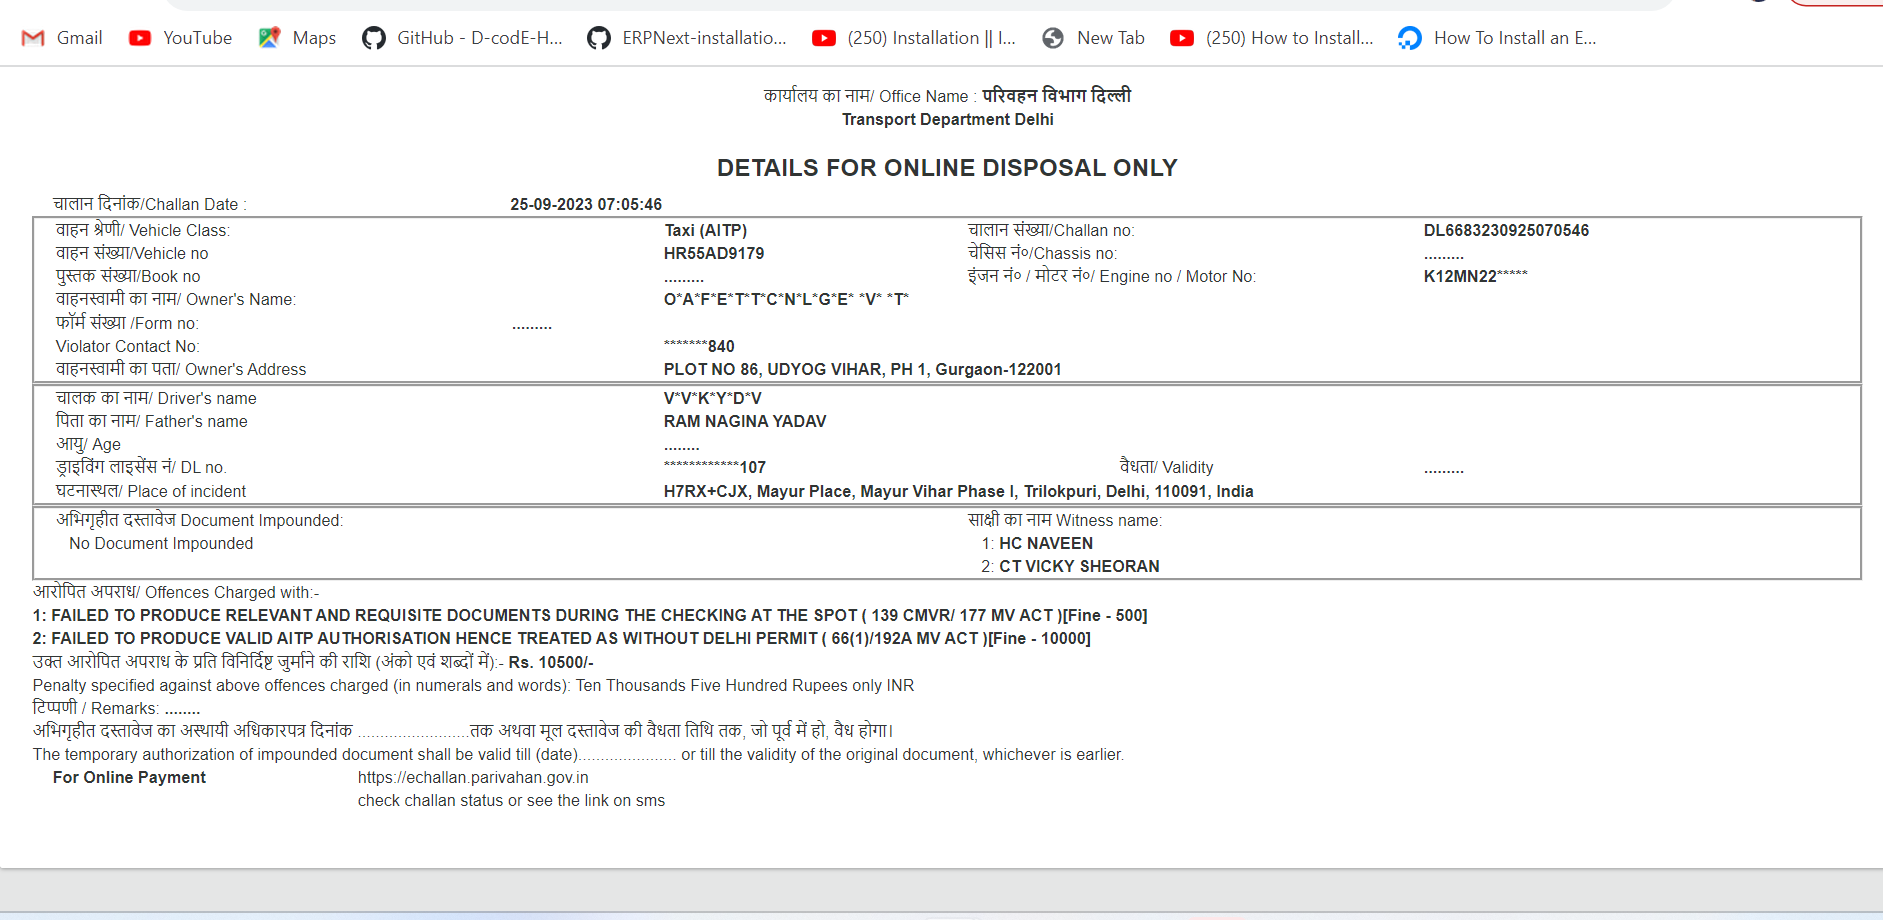 Gmail YouTube Maps GitHub - D-codE-H... ERPNext-installatio... (250) Installation || I... New Tab (250) How to Install... How To Install an E...
कार्यालय का नाम/ Office Name : परिवहन विभाग दिल्ली
Transport Department Delhi
DETAILS FOR ONLINE DISPOSAL ONLY
चालान दिनांक/Challan Date : 25-09-2023 07:05:46
वाहन श्रेणी/ Vehicle Class: Taxi (AITP) चालान संख्या/Challan no: DL6683230925070546
वाहन संख्या/Vehicle no HR55AD9179 चेसिस नं०/Chassis no: .........
पुस्तक संख्या/Book no ......... इंजन नं० / मोटर नं०/ Engine no / Motor No: K12MN22*****
वाहनस्वामी का नाम/ Owner's Name: O*A*F*E*T*T*C*N*L*G*E* *V* *T*
फॉर्म संख्या /Form no: .........
Violator Contact No: *******840
वाहनस्वामी का पता/ Owner's Address PLOT NO 86, UDYOG VIHAR, PH 1, Gurgaon-122001
चालक का नाम/ Driver's name V*V*K*Y*D*V
पिता का नाम/ Father's name RAM NAGINA YADAV
आयु/ Age ........
ड्राइविंग लाइसेंस नं/ DL no. ************107 वैधता/ Validity .........
घटनास्थल/ Place of incident H7RX+CJX, Mayur Place, Mayur Vihar Phase I, Trilokpuri, Delhi, 110091, India
अभिगृहीत दस्तावेज Document Impounded: साक्षी का नाम Witness name:
No Document Impounded 1: HC NAVEEN
2: CT VICKY SHEORAN
आरोपित अपराध/ Offences Charged with:-
1: FAILED TO PRODUCE RELEVANT AND REQUISITE DOCUMENTS DURING THE CHECKING AT THE SPOT ( 139 CMVR/ 177 MV ACT )[Fine - 500]
2: FAILED TO PRODUCE VALID AITP AUTHORISATION HENCE TREATED AS WITHOUT DELHI PERMIT ( 66(1)/192A MV ACT )[Fine - 10000]
उक्त आरोपित अपराध के प्रति विनिर्दिष्ट जुर्माने की राशि (अंको एवं शब्दों में):- Rs. 10500/-
Penalty specified against above offences charged (in numerals and words): Ten Thousands Five Hundred Rupees only INR
टिप्पणी / Remarks: ........
अभिगृहीत दस्तावेज का अस्थायी अधिकारपत्र दिनांक .........................तक अथवा मूल दस्तावेज की वैधता तिथि तक, जो पूर्व में हो, वैध होगा।
The temporary authorization of impounded document shall be valid till (date)...................... or till the validity of the original document, whichever is earlier.
For Online Payment https://echallan.parivahan.gov.in
check challan status or see the link on sms